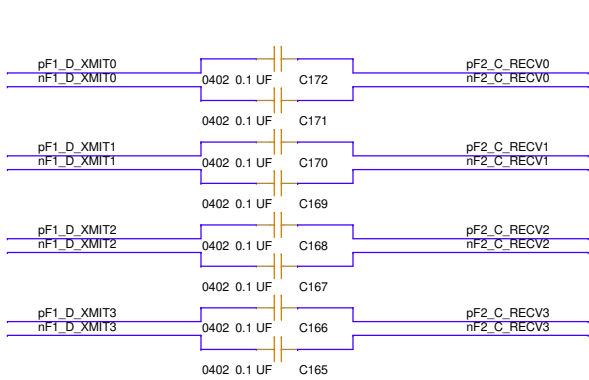 pF1_D_XMIT0 pF2_C_RECV0
nF1_D_XMIT0 0402 0.1 UF C172 nF2_C_RECV0
0402 0.1 UF C171
pF1_D_XMIT1 pF2_C_RECV1
nF1_D_XMIT1 0402 0.1 UF C170 nF2_C_RECV1
0402 0.1 UF C169
pF1_D_XMIT2 pF2_C_RECV2
nF1_D_XMIT2 0402 0.1 UF C168 nF2_C_RECV2
0402 0.1 UF C167
pF1_D_XMIT3 pF2_C_RECV3
nF1_D_XMIT3 0402 0.1 UF C166 nF2_C_RECV3
0402 0.1 UF C165